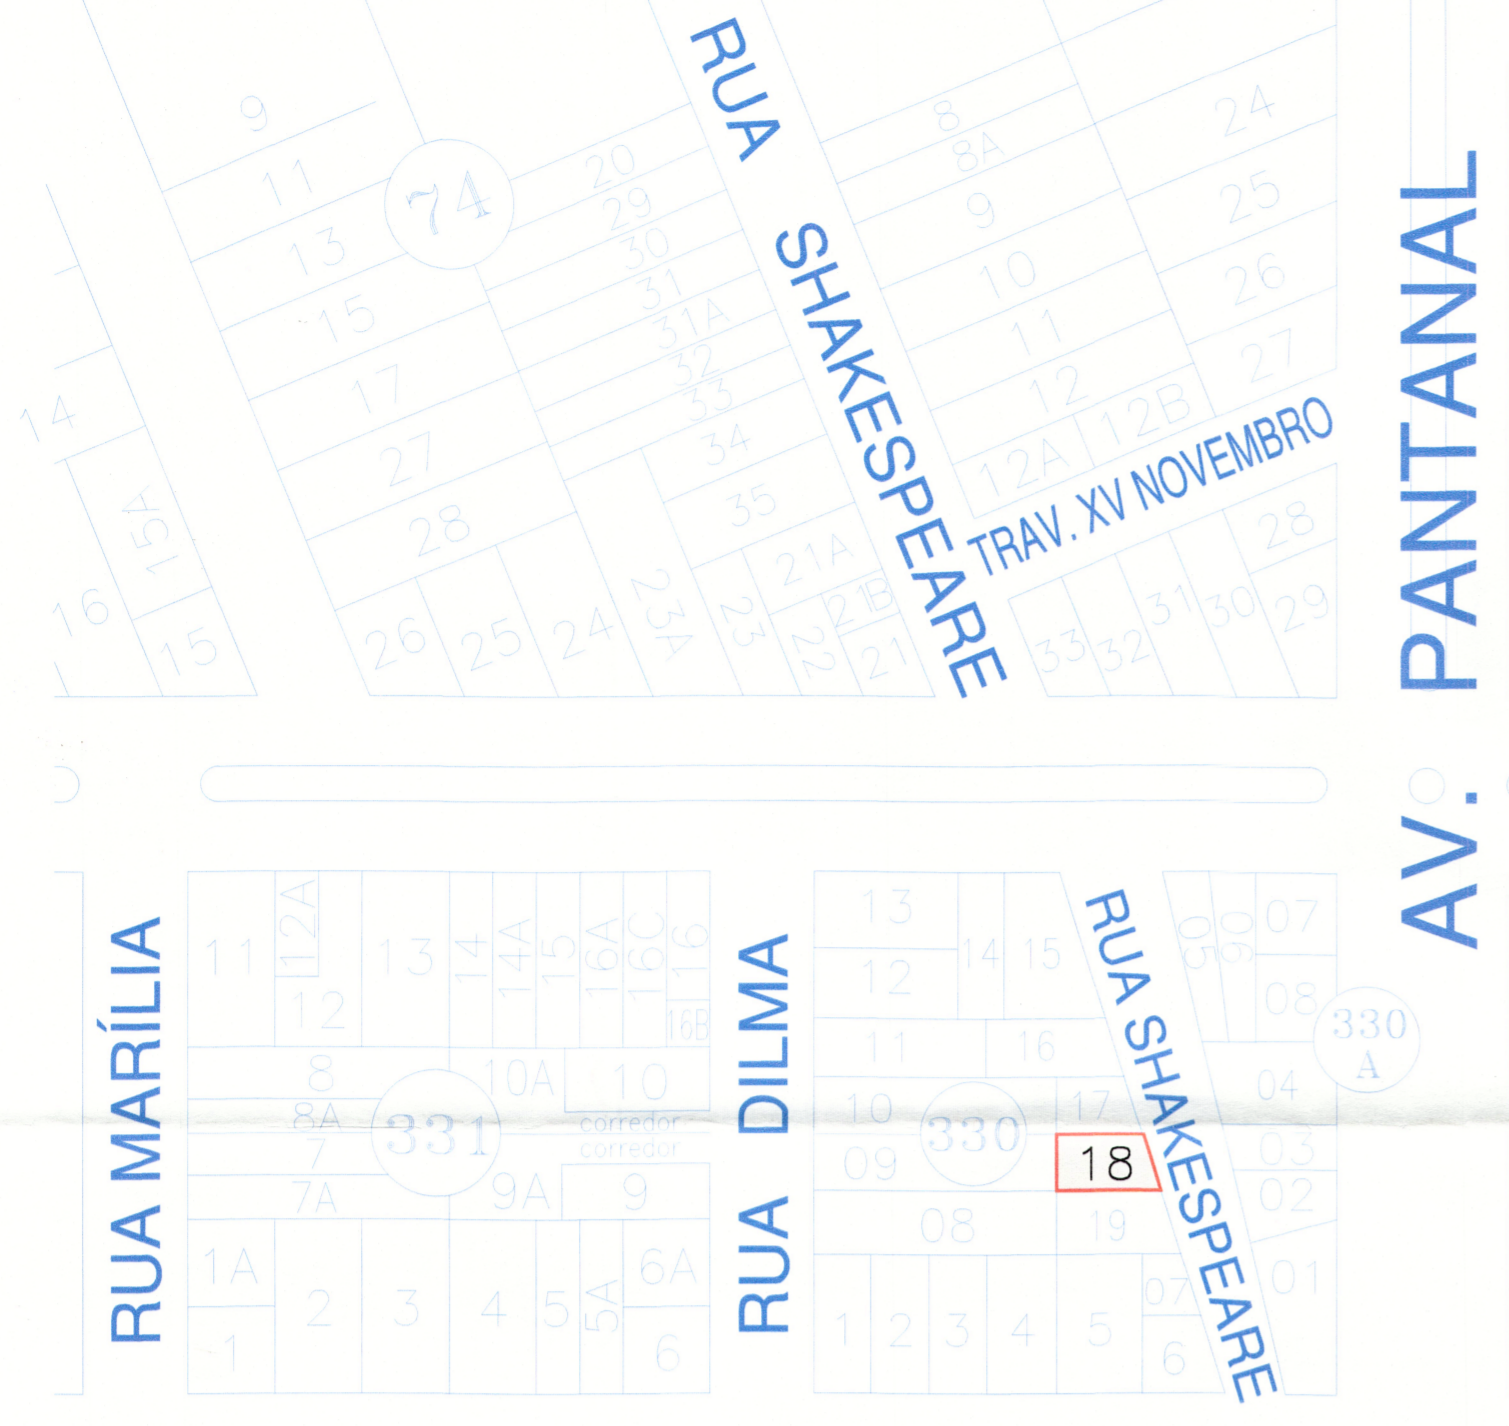 RUA SHAKESPEARE
9
11
13
15
17
27
28
74
20
29
30
31
31A
32
33
34
35
21A
21B
21
22
23
23A
24
25
26
8
8A
9
10
11
12
12A
12B
24
25
26
27
TRAV. XV NOVEMBRO
28
29
30
31
32
33
14
15A
16
15
AV. PANTANAL
RUA MARÍLIA
11
12A
12
13
14
14A
15
16A
16C
16
16B
8
10A
10
8A
331
corredor
corredor
7
7A
9A
9
1A
1
2
3
4
5
5A
6A
6
RUA DILMA
13
12
14
15
11
16
10
330
17
09
18
08
19
1
2
3
4
5
07
6
RUA SHAKESPEARE
05
06
07
08
330
A
04
03
02
01